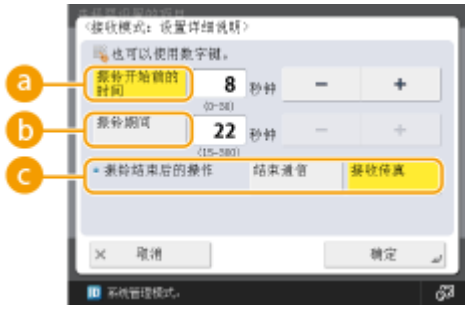 <接收模式：设置详细说明>
也可以使用数字键。
a
振铃开始前的
时间
8 秒钟 － +
(0-30)
b
振铃期间
22 秒钟 － +
(15-300)
c
振铃结束后的操作 结束通信 接收传真
× 取消 确定
ID 系统管理模式。